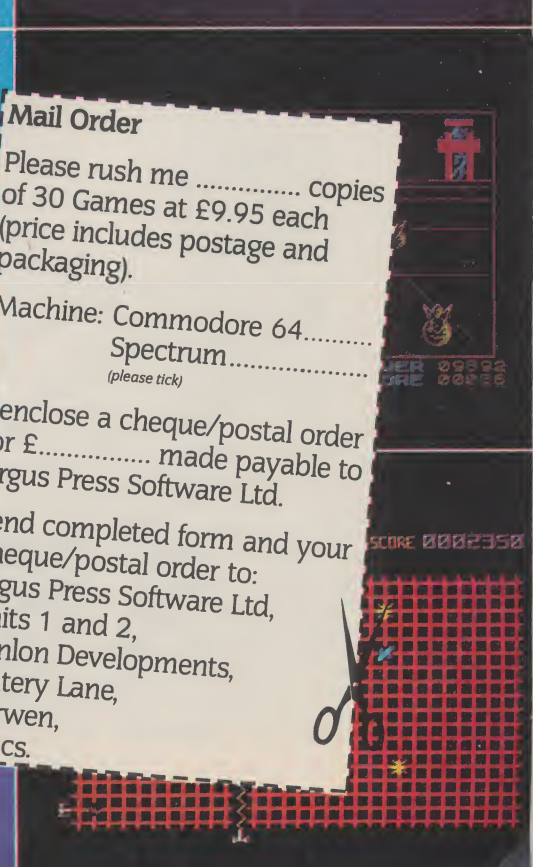 Mail Order
Please rush me ............... copies
of 30 Games at £9.95 each
(price includes postage and
packaging).
Machine: Commodore 64..........
Spectrum....................
(please tick)
enclose a cheque/postal order
or £................ made payable to
rgus Press Software Ltd.
end completed form and your
heque/postal order to:
gus Press Software Ltd,
its 1 and 2,
nlon Developments,
tery Lane,
rwen,
cs.
SCORE 0002350